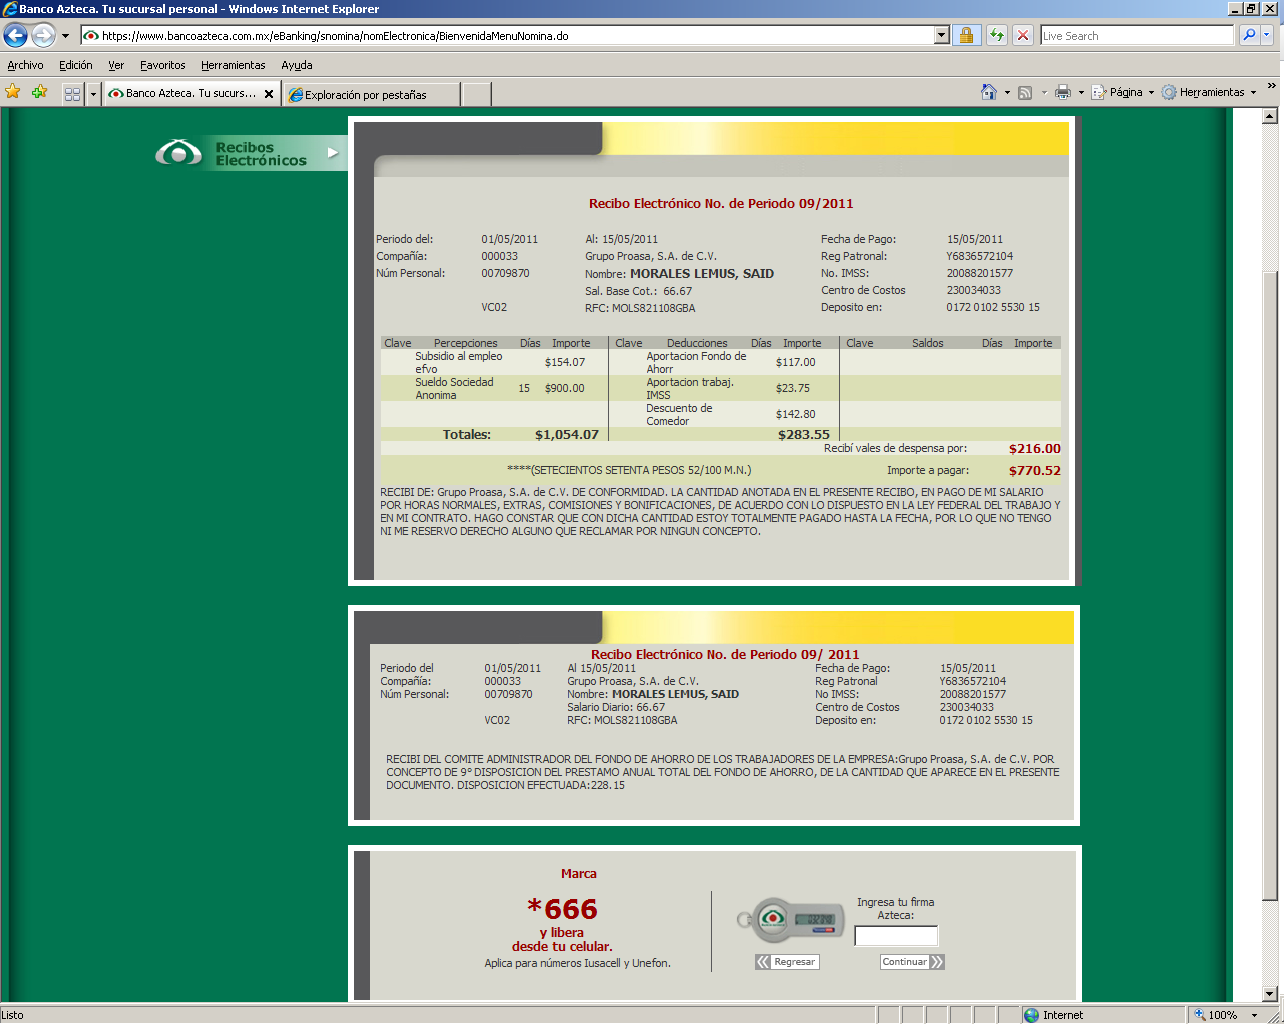 Banco Azteca. Tu sucursal personal - Windows Internet Explorer
https://www.bancoazteca.com.mx/eBanking/snomina/nomElectronica/BienvenidaMenuNomina.do
Live Search
Archivo Edición Ver Favoritos Herramientas Ayuda
Banco Azteca. Tu sucurs... Exploración por pestañas Página Herramientas
Recibos
Electrónicos
Recibo Electrónico No. de Periodo 09/2011
Periodo del: 01/05/2011 Al: 15/05/2011 Fecha de Pago: 15/05/2011
Compañía: 000033 Grupo Proasa, S.A. de C.V. Reg Patronal: Y6836572104
Núm Personal: 00709870 Nombre: MORALES LEMUS, SAID No. IMSS: 20088201577
Sal. Base Cot.: 66.67 Centro de Costos 230034033
VC02 RFC: MOLS821108GBA Deposito en: 0172 0102 5530 15
Clave Percepciones Días Importe Clave Deducciones Días Importe Clave Saldos Días Importe
Subsidio al empleo efvo $154.07 Aportacion Fondo de Ahorr $117.00
Sueldo Sociedad Anonima 15 $900.00 Aportacion trabaj. IMSS $23.75
Descuento de Comedor $142.80
Totales: $1,054.07 $283.55
Recibí vales de despensa por: $216.00
****(SETECIENTOS SETENTA PESOS 52/100 M.N.) Importe a pagar: $770.52
RECIBI DE: Grupo Proasa, S.A. de C.V. DE CONFORMIDAD. LA CANTIDAD ANOTADA EN EL PRESENTE RECIBO, EN PAGO DE MI SALARIO
POR HORAS NORMALES, EXTRAS, COMISIONES Y BONIFICACIONES, DE ACUERDO CON LO DISPUESTO EN LA LEY FEDERAL DEL TRABAJO Y
EN MI CONTRATO. HAGO CONSTAR QUE CON DICHA CANTIDAD ESTOY TOTALMENTE PAGADO HASTA LA FECHA, POR LO QUE NO TENGO
NI ME RESERVO DERECHO ALGUNO QUE RECLAMAR POR NINGUN CONCEPTO.
Recibo Electrónico No. de Periodo 09/ 2011
Periodo del 01/05/2011 Al 15/05/2011 Fecha de Pago: 15/05/2011
Compañía: 000033 Grupo Proasa, S.A. de C.V. Reg Patronal Y6836572104
Núm Personal: 00709870 Nombre: MORALES LEMUS, SAID No IMSS: 20088201577
Salario Diario: 66.67 Centro de Costos 230034033
VC02 RFC: MOLS821108GBA Deposito en: 0172 0102 5530 15
RECIBI DEL COMITE ADMINISTRADOR DEL FONDO DE AHORRO DE LOS TRABAJADORES DE LA EMPRESA:Grupo Proasa, S.A. de C.V. POR
CONCEPTO DE 9° DISPOSICION DEL PRESTAMO ANUAL TOTAL DEL FONDO DE AHORRO, DE LA CANTIDAD QUE APARECE EN EL PRESENTE
DOCUMENTO. DISPOSICION EFECTUADA:228.15
Marca
*666
y libera
desde tu celular.
Aplica para números Iusacell y Unefon.
Ingresa tu firma
Azteca:
Regresar Continuar
Listo Internet 100%